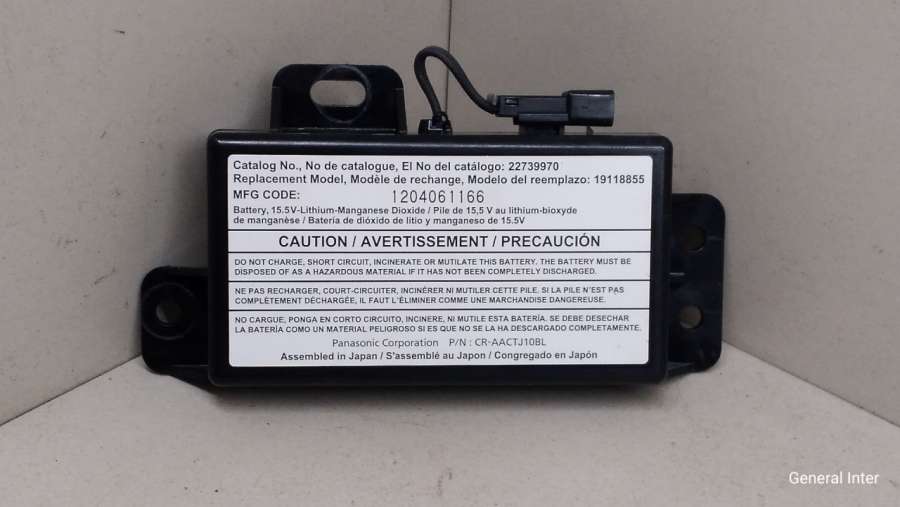 Catalog No., No de catalogue, El No del catálogo: 22739970
Replacement Model, Modèle de rechange, Modelo del reemplazo: 19118855
MFG CODE: 1204061166
Battery, 15.5V-Lithium-Manganese Dioxide / Pile de 15,5 V au lithium-bioxyde
de manganèse / Batería de dióxido de litio y manganeso de 15.5V
CAUTION / AVERTISSEMENT / PRECAUCIÓN
DO NOT CHARGE, SHORT CIRCUIT, INCINERATE OR MUTILATE THIS BATTERY. THE BATTERY MUST BE
DISPOSED OF AS A HAZARDOUS MATERIAL IF IT HAS NOT BEEN COMPLETELY DISCHARGED.
NE PAS RECHARGER, COURT-CIRCUITER, INCINÉRER NI MUTILER CETTE PILE. SI LA PILE N'EST PAS
COMPLÈTEMENT DÉCHARGÉE, IL FAUT L'ÉLIMINER COMME UNE MARCHANDISE DANGEREUSE.
NO CARGUE, PONGA EN CORTO CIRCUITO, INCINERE, NI MUTILE ESTA BATERÍA. SE DEBE DESECHAR
LA BATERÍA COMO UN MATERIAL PELIGROSO SI ES QUE NO SE LA HA DESCARGADO COMPLETAMENTE.
Panasonic Corporation P/N : CR-AACTJ10BL
Assembled in Japan / S'assemblé au Japon / Congregado en Japón
General Inter